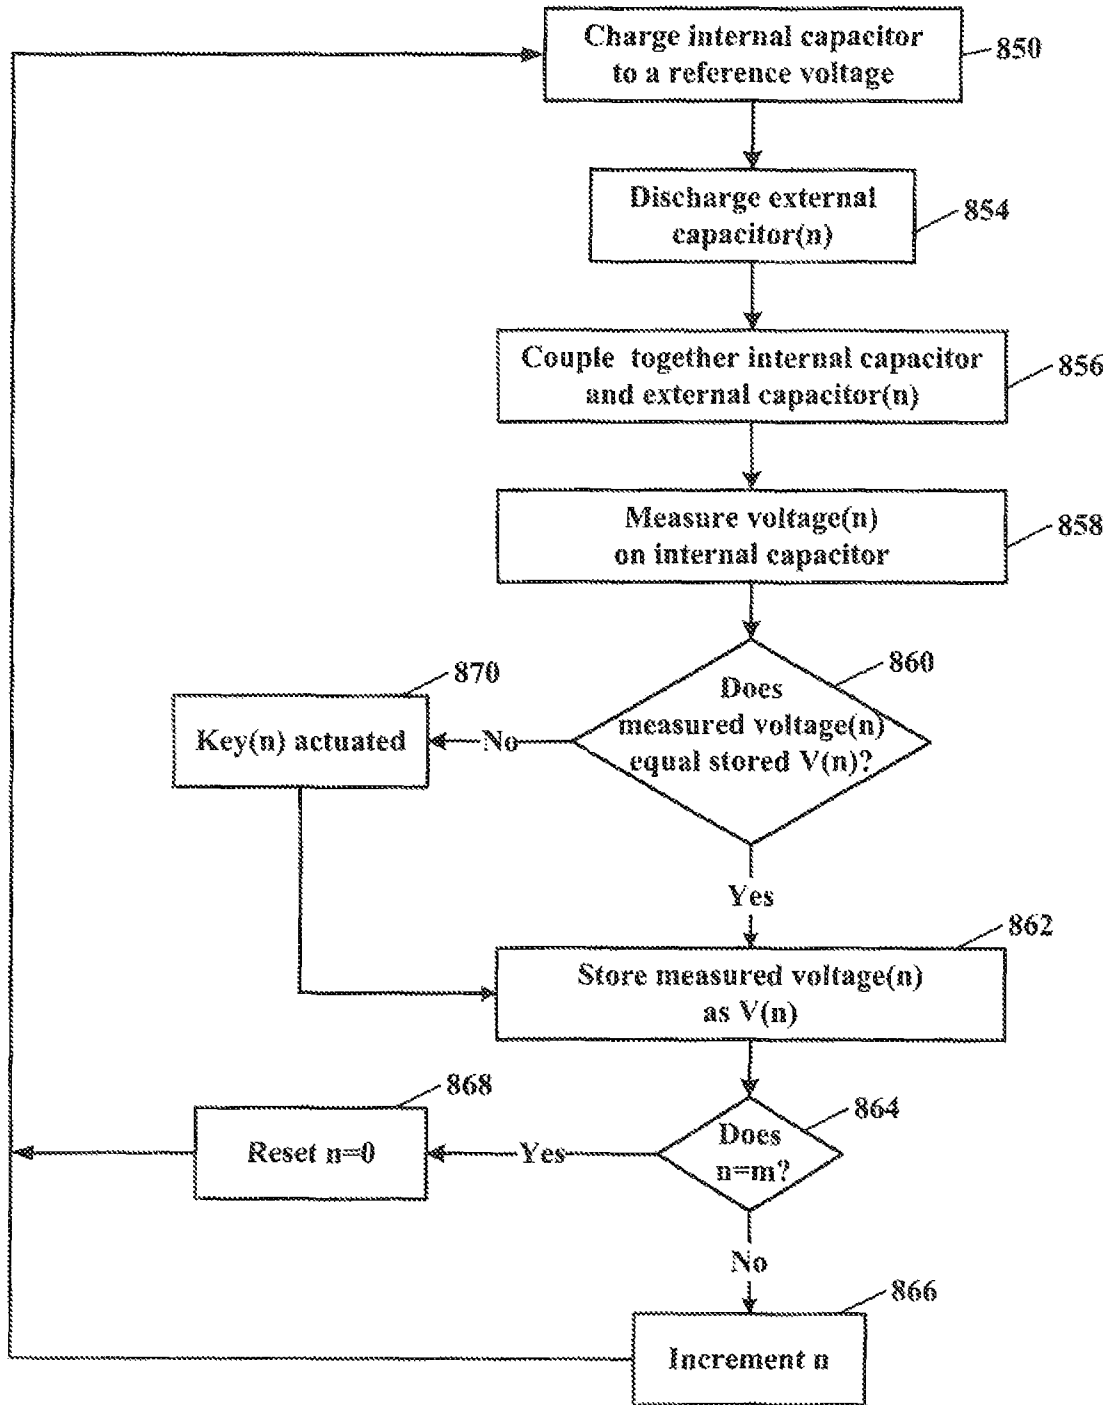 Charge internal capacitor
to a reference voltage
850
Discharge external
capacitor(n)
854
Couple together internal capacitor
and external capacitor(n)
856
Measure voltage(n)
on internal capacitor
858
860
Does
measured voltage(n)
equal stored V(n)?
No
870
Key(n) actuated
Yes
862
Store measured voltage(n)
as V(n)
864
Does
n=m?
Yes
868
Reset n=0
No
866
Increment n